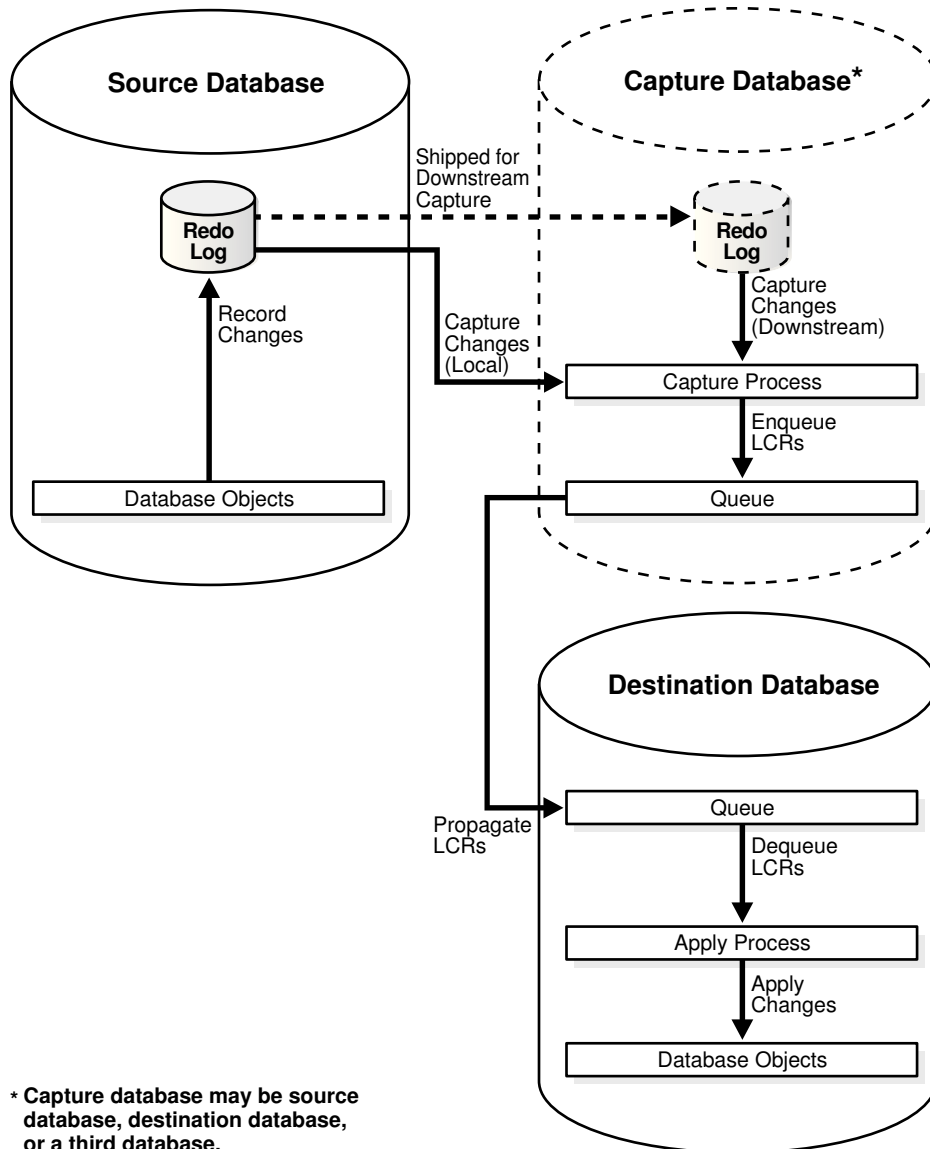 Source Database
Capture Database*
Shipped for
Downstream
Capture
Redo
Log
Redo
Log
Record
Changes
Capture
Changes
(Local)
Capture
Changes
(Downstream)
Capture Process
Enqueue
LCRs
Database Objects
Queue
Destination Database
Propagate
LCRs
Queue
Dequeue
LCRs
Apply Process
Apply
Changes
Database Objects
* Capture database may be source
database, destination database,
or a third database.